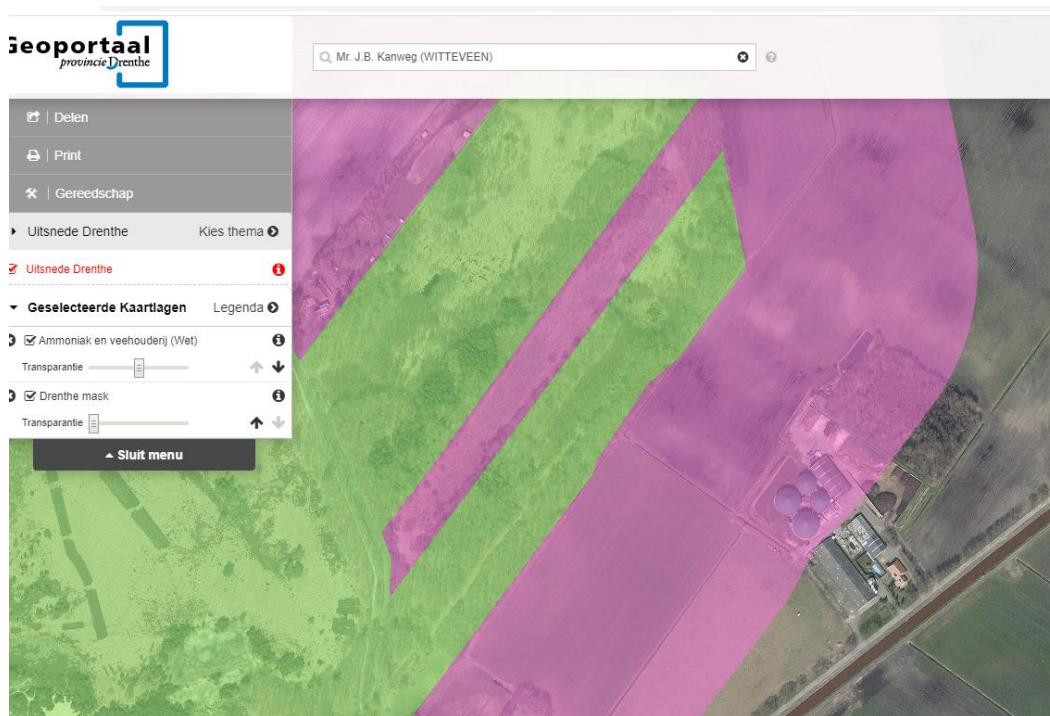 Geoportaal
provincie Drenthe
Mr. J.B. Kanweg (WITTEVEEN)
Delen
Print
Gereedschap
Uitsnede Drenthe Kies thema
Uitsnede Drenthe
Geselecteerde Kaartlagen Legenda
Ammoniak en veehouderij (Wet)
Transparantie
Drenthe mask
Transparantie
Sluit menu